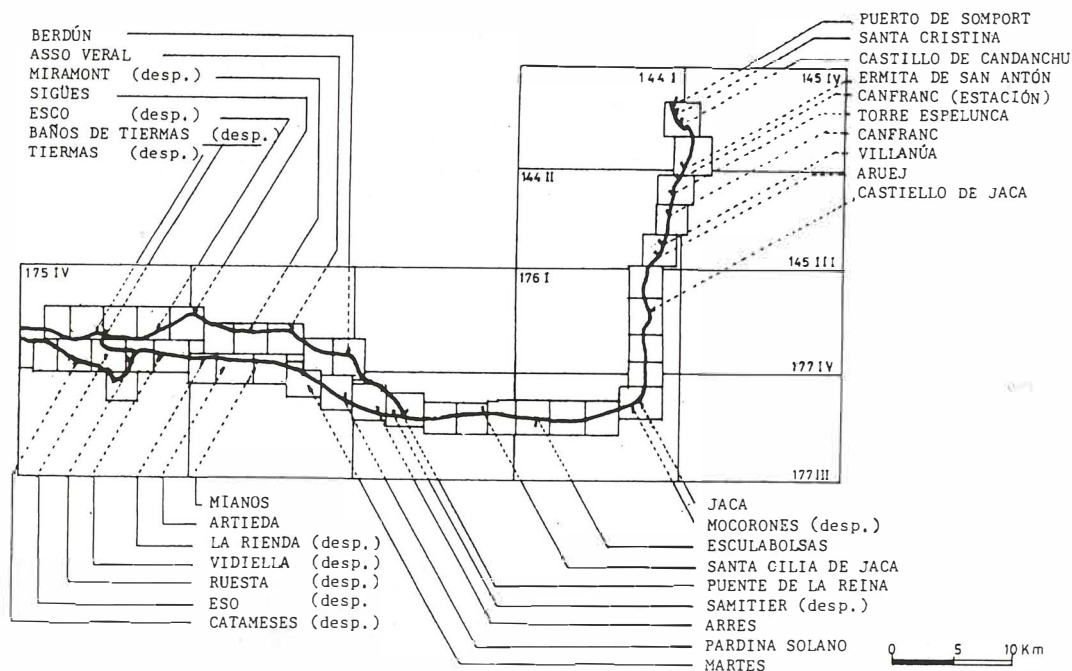 BERDÚN
ASSO VERAL
MIRAMONT (desp.)
SIGÜES
ESCO (desp.)
BAÑOS DE TIERMAS (desp.)
TIERMAS (desp.)
PUERTO DE SOMPORT
SANTA CRISTINA
CASTILLO DE CANDANCHU
ERMITA DE SAN ANTÓN
CANFRANC (ESTACIÓN)
TORRE ESPELUNCA
CANFRANC
VILLANÚA
ARUEJ
CASTIELLO DE JACA
144 I
145 IV
144 II
145 III
175 IV
176 I
177 IV
177 III
MIANOS
ARTIEDA
LA RIENDA (desp.)
VIDIELLA (desp.)
RUESTA (desp.)
ESO (desp.
CATAMESES (desp.)
JACA
MOCORONES (desp.)
ESCULABOLSAS
SANTA CILIA DE JACA
PUENTE DE LA REINA
SAMITIER (desp.)
ARRES
PARDINA SOLANO
MARTES
0 5 10 Km